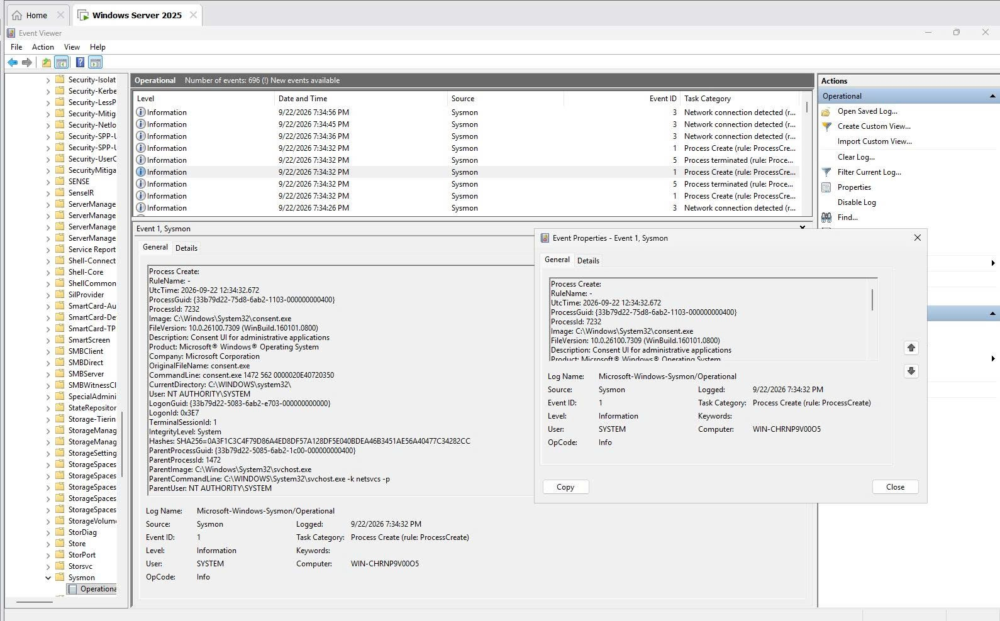 Home
Windows Server 2025
Event Viewer
File Action View Help
Security-Isolat
Security-Kerbe
Security-LessP
Security-Mitig
Security-Netlo
Security-SPP-U
Security-SPP-U
Security-UserC
SecurityMitiga
SENSE
SenseIR
ServerManage
ServerManage
ServerManage
ServerManage
Service Report
Shell-Connect
Shell-Core
ShellCommon
SilProvider
SmartCard-Au
SmartCard-De
SmartCard-TP
SmartScreen
SMBClient
SMBDirect
SMBServer
SMBWitnessCl
SpecialAdmini
StateRepositor
Storage-Tierin
StorageManag
StorageManag
StorageSetting
StorageSpaces
StorageSpaces
StorageSpaces
StorageSpaces
StorageSpaces
StorageVolume
StorDiag
Store
StorPort
Storsvc
Sysmon
Operationa
Operational Number of events: 696 (!) New events available
Level Date and Time Source Event ID Task Category
Information 9/22/2026 7:34:56 PM Sysmon 3 Network connection detected (r...
Information 9/22/2026 7:34:45 PM Sysmon 3 Network connection detected (r...
Information 9/22/2026 7:34:36 PM Sysmon 3 Network connection detected (r...
Information 9/22/2026 7:34:32 PM Sysmon 1 Process Create (rule: ProcessCre...
Information 9/22/2026 7:34:32 PM Sysmon 5 Process terminated (rule: Proce...
Information 9/22/2026 7:34:32 PM Sysmon 1 Process Create (rule: ProcessCre...
Information 9/22/2026 7:34:32 PM Sysmon 5 Process terminated (rule: Proce...
Information 9/22/2026 7:34:32 PM Sysmon 1 Process Create (rule: ProcessCre...
Information 9/22/2026 7:34:26 PM Sysmon 3 Network connection detected (r...
Event 1, Sysmon
General Details
Process Create:
RuleName: -
UtcTime: 2026-09-22 12:34:32.672
ProcessGuid: {33b79d22-75d8-6ab2-1103-000000000400}
ProcessId: 7232
Image: C:\Windows\System32\consent.exe
FileVersion: 10.0.26100.7309 (WinBuild.160101.0800)
Description: Consent UI for administrative applications
Product: Microsoft® Windows® Operating System
Company: Microsoft Corporation
OriginalFileName: consent.exe
CommandLine: consent.exe 1472 562 0000020E40720350
CurrentDirectory: C:\WINDOWS\system32\
User: NT AUTHORITY\SYSTEM
LogonGuid: {33b79d22-5083-6ab2-e703-000000000000}
LogonId: 0x3E7
TerminalSessionId: 1
IntegrityLevel: System
Hashes: SHA256=0A3F1C3C4F79D86A4ED8DF57A128DF5E040BDEA46B3451AE56A40477C34282CC
ParentProcessGuid: {33b79d22-5085-6ab2-1c00-000000000400}
ParentProcessId: 1472
ParentImage: C:\Windows\System32\svchost.exe
ParentCommandLine: C:\WINDOWS\System32\svchost.exe -k netsvcs -p
ParentUser: NT AUTHORITY\SYSTEM
Log Name: Microsoft-Windows-Sysmon/Operational
Source: Sysmon Logged: 9/22/2026 7:34:32 PM
Event ID: 1 Task Category: Process Create (rule: ProcessCreate)
Level: Information Keywords:
User: SYSTEM Computer: WIN-CHRNP9V00O5
OpCode: Info
Actions
Operational
Open Saved Log...
Create Custom View...
Import Custom View...
Clear Log...
Filter Current Log...
Properties
Disable Log
Find...
Event Properties - Event 1, Sysmon
General Details
Process Create:
RuleName: -
UtcTime: 2026-09-22 12:34:32.672
ProcessGuid: {33b79d22-75d8-6ab2-1103-000000000400}
ProcessId: 7232
Image: C:\Windows\System32\consent.exe
FileVersion: 10.0.26100.7309 (WinBuild.160101.0800)
Description: Consent UI for administrative applications
Product: Microsoft® Windows® Operating System
Log Name: Microsoft-Windows-Sysmon/Operational
Source: Sysmon Logged: 9/22/2026 7:34:32 PM
Event ID: 1 Task Category: Process Create (rule: ProcessCreate)
Level: Information Keywords:
User: SYSTEM Computer: WIN-CHRNP9V00O5
OpCode: Info
Copy
Close